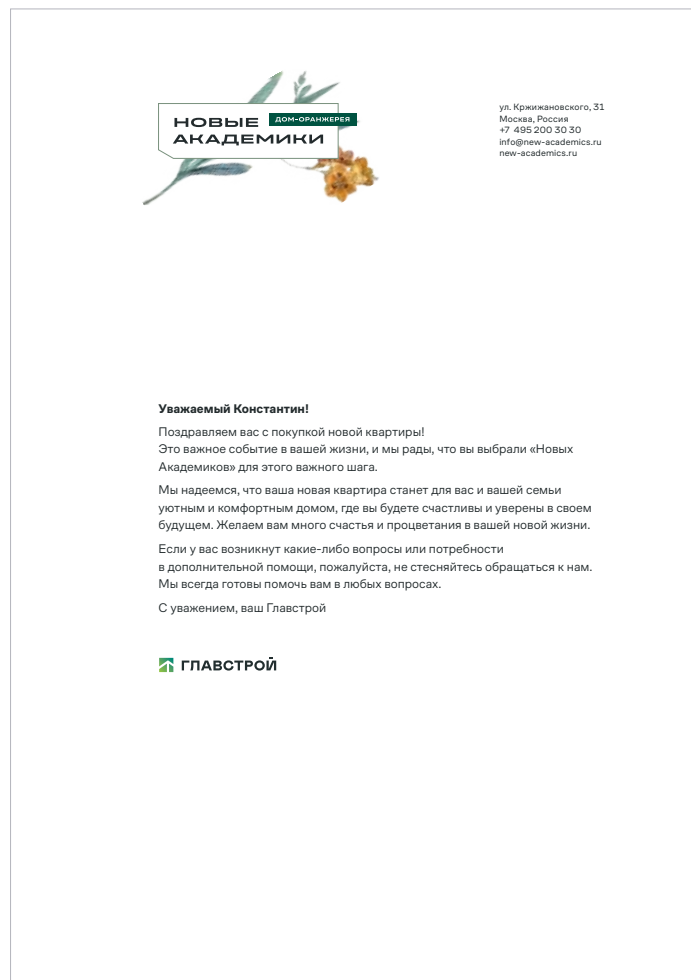 НОВЫЕ
ДОМ-ОРАНЖЕРЕЯ
АКАДЕМИКИ
ул. Кржижановского, 31
Москва, Россия
+7 495 200 30 30
info@new-academics.ru
new-academics.ru
Уважаемый Константин!
Поздравляем вас с покупкой новой квартиры!
Это важное событие в вашей жизни, и мы рады, что вы выбрали «Новых
Академиков» для этого важного шага.
Мы надеемся, что ваша новая квартира станет для вас и вашей семьи
уютным и комфортным домом, где вы будете счастливы и уверены в своем
будущем. Желаем вам много счастья и процветания в вашей новой жизни.
Если у вас возникнут какие-либо вопросы или потребности
в дополнительной помощи, пожалуйста, не стесняйтесь обращаться к нам.
Мы всегда готовы помочь вам в любых вопросах.
С уважением, ваш Главстрой
ГЛАВСТРОЙ